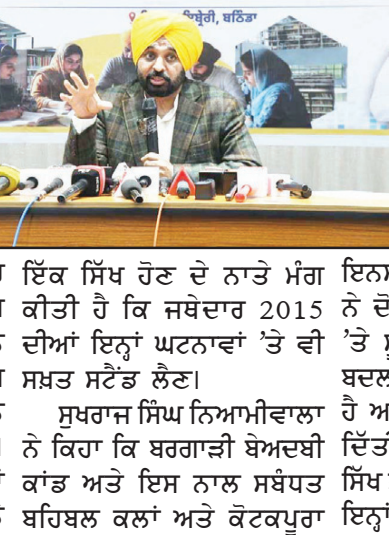 ਬਠਿੰਡਾ
ਇੱਕ ਸਿੱਖ ਹੋਣ ਦੇ ਨਾਤੇ ਮੰਗ
ਕੀਤੀ ਹੈ ਕਿ ਜਥੇਦਾਰ 2015
ਦੀਆਂ ਇਨ੍ਹਾਂ ਘਟਨਾਵਾਂ ’ਤੇ ਵੀ
ਸਖ਼ਤ ਸਟੈਂਡ ਲੈਣ।
ਸੁਖਰਾਜ ਸਿੰਘ ਨਿਆਮੀਵਾਲਾ
ਨੇ ਕਿਹਾ ਕਿ ਬਰਗਾੜੀ ਬੇਅਦਬੀ
ਕਾਂਡ ਅਤੇ ਇਸ ਨਾਲ ਸਬੰਧਤ
ਬਹਿਬਲ ਕਲਾਂ ਅਤੇ ਕੋਟਕਪੂਰਾ
ਨੇ
’ਤੇ
ਬਦਲ
ਹੈ
ਸਿੱਖ
ਇਨ੍ਹਾਂ